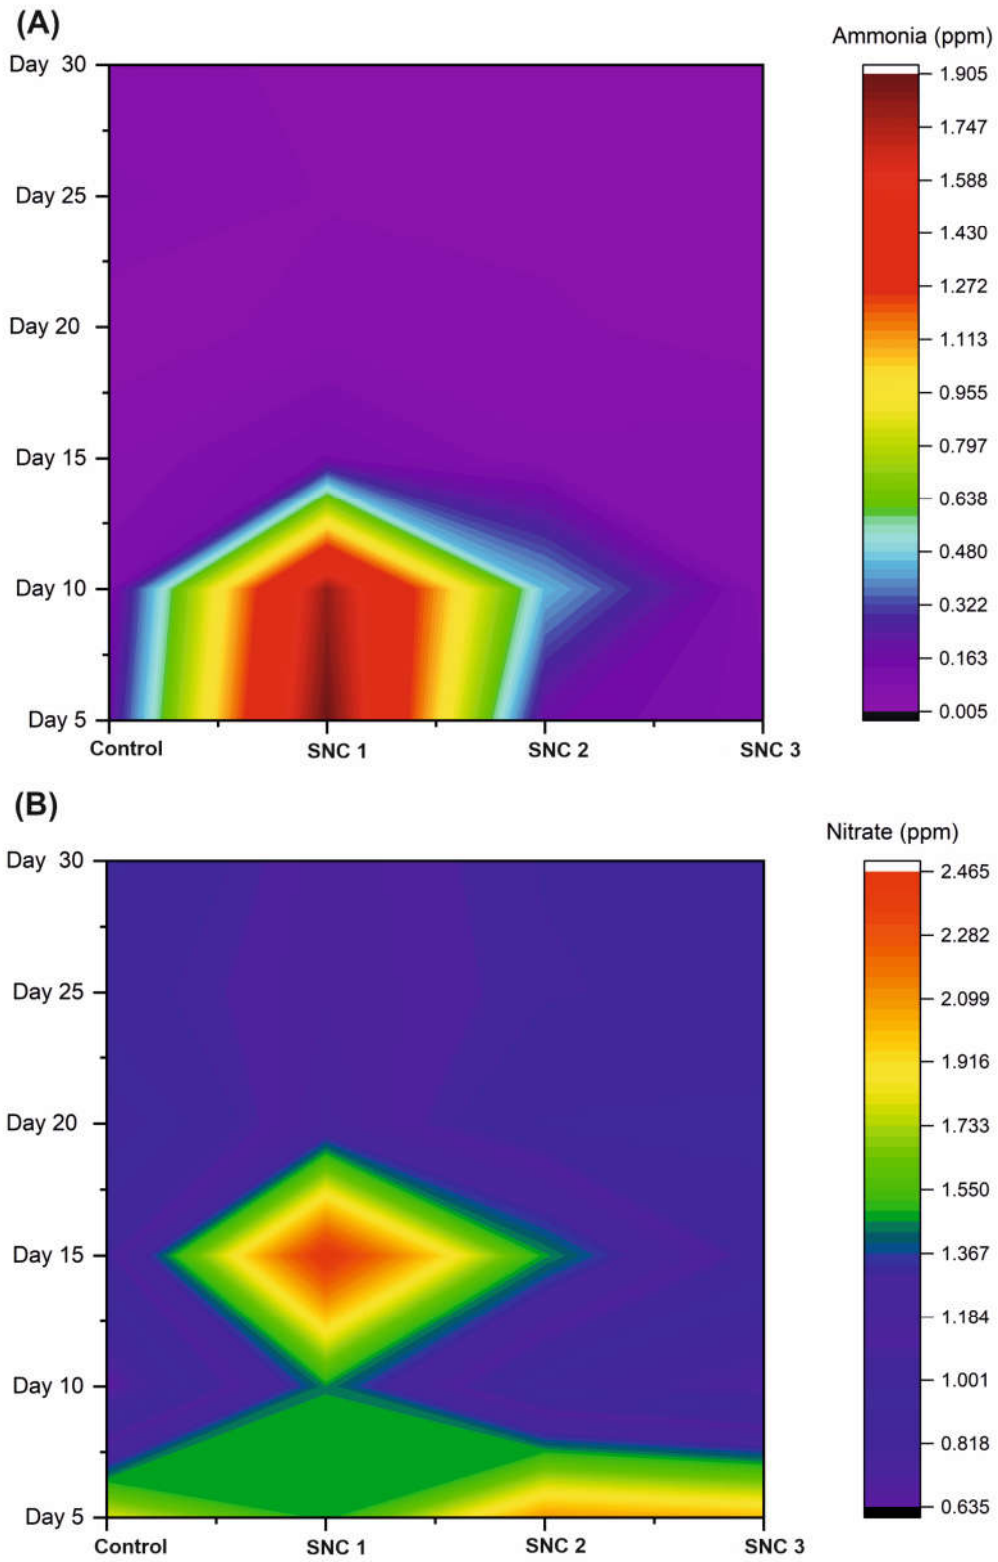 (A)
Ammonia (ppm)
Day 30
Day 25
Day 20
Day 15
Day 10
Day 5
Control
SNC 1
SNC 2
SNC 3
1.905
1.747
1.588
1.430
1.272
1.113
0.955
0.797
0.638
0.480
0.322
0.163
0.005
(B)
Nitrate (ppm)
Day 30
Day 25
Day 20
Day 15
Day 10
Day 5
Control
SNC 1
SNC 2
SNC 3
2.465
2.282
2.099
1.916
1.733
1.550
1.367
1.184
1.001
0.818
0.635